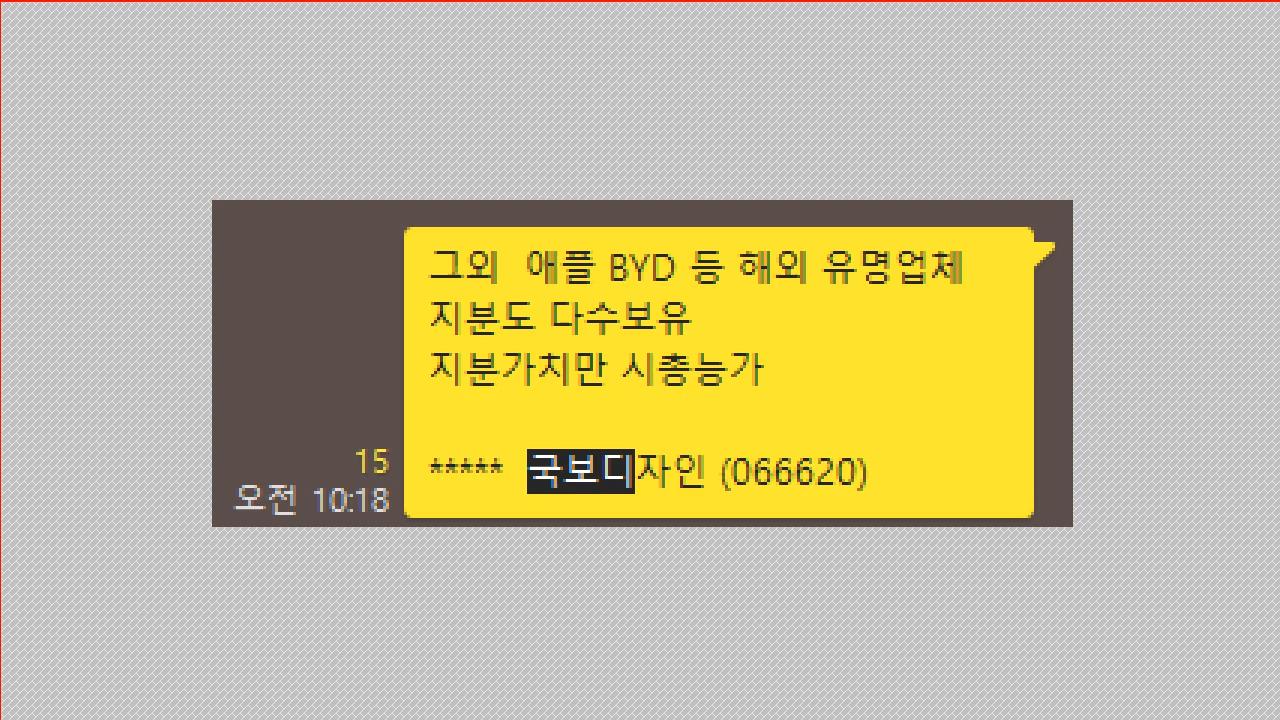 그외  애플 BYD 등 해외 유명업체
지분도 다수보유
지분가치만 시총능가
***** 국보디자인 (066620)
15
오전 10:18